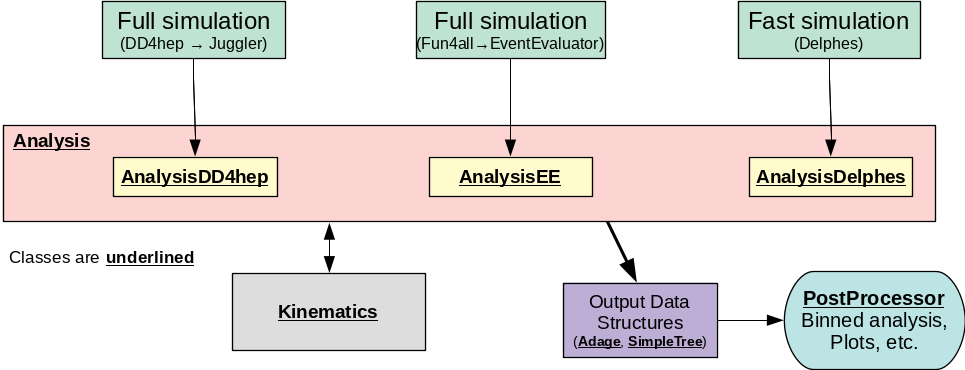 Full simulation
(DD4hep → Juggler)
Full simulation
(Fun4all→EventEvaluator)
Fast simulation
(Delphes)
Analysis
AnalysisDD4hep
AnalysisEE
AnalysisDelphes
Classes are underlined
Kinematics
Output Data
Structures
(Adage, SimpleTree)
PostProcessor
Binned analysis,
Plots, etc.